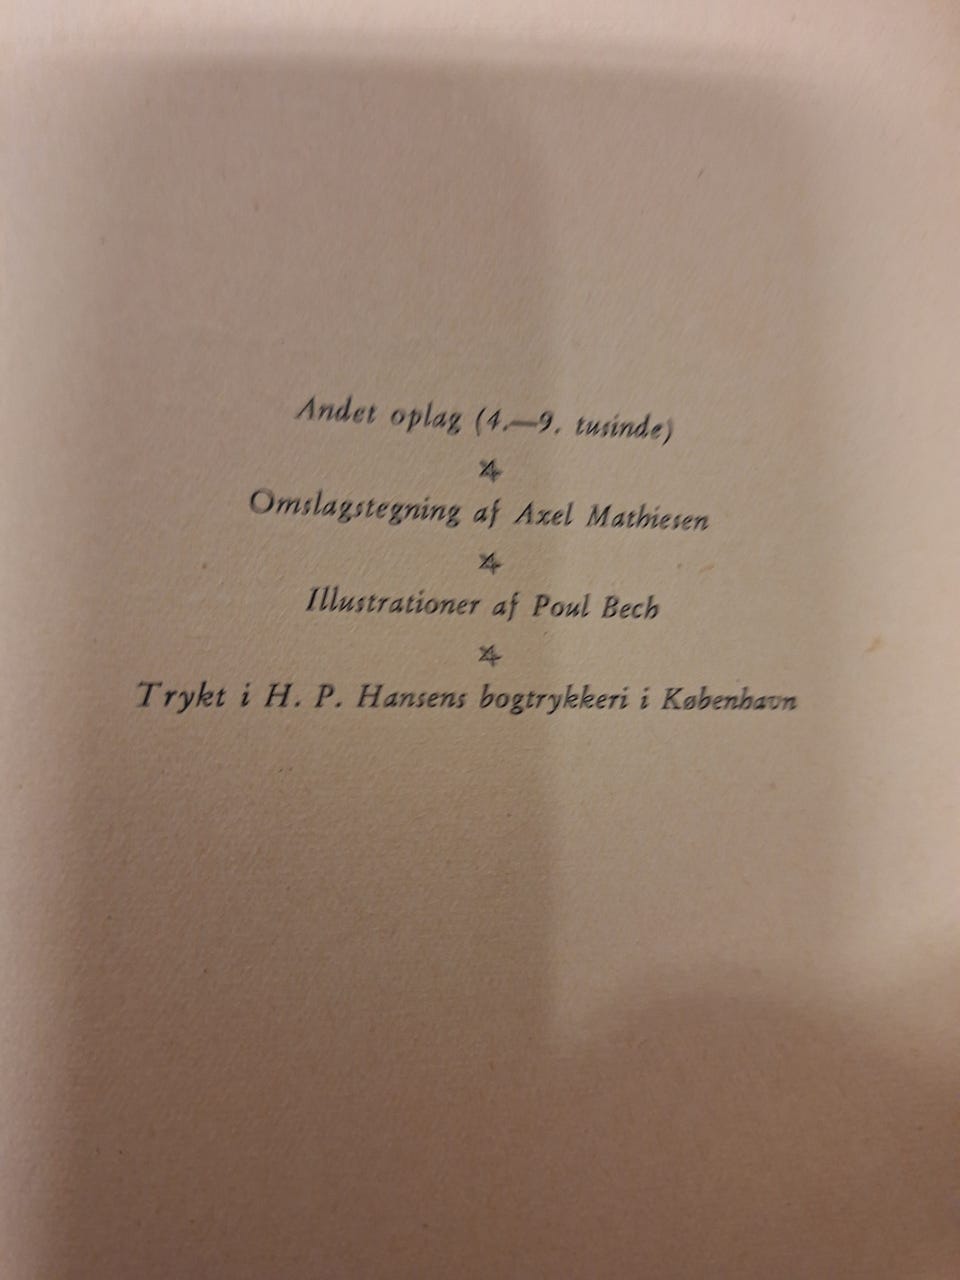 Andet oplag (4.—9. tusinde)
Omslagstegning af Axel Mathiesen
Illustrationer af Poul Bech
Trykt i H. P. Hansens bogtrykkeri i København